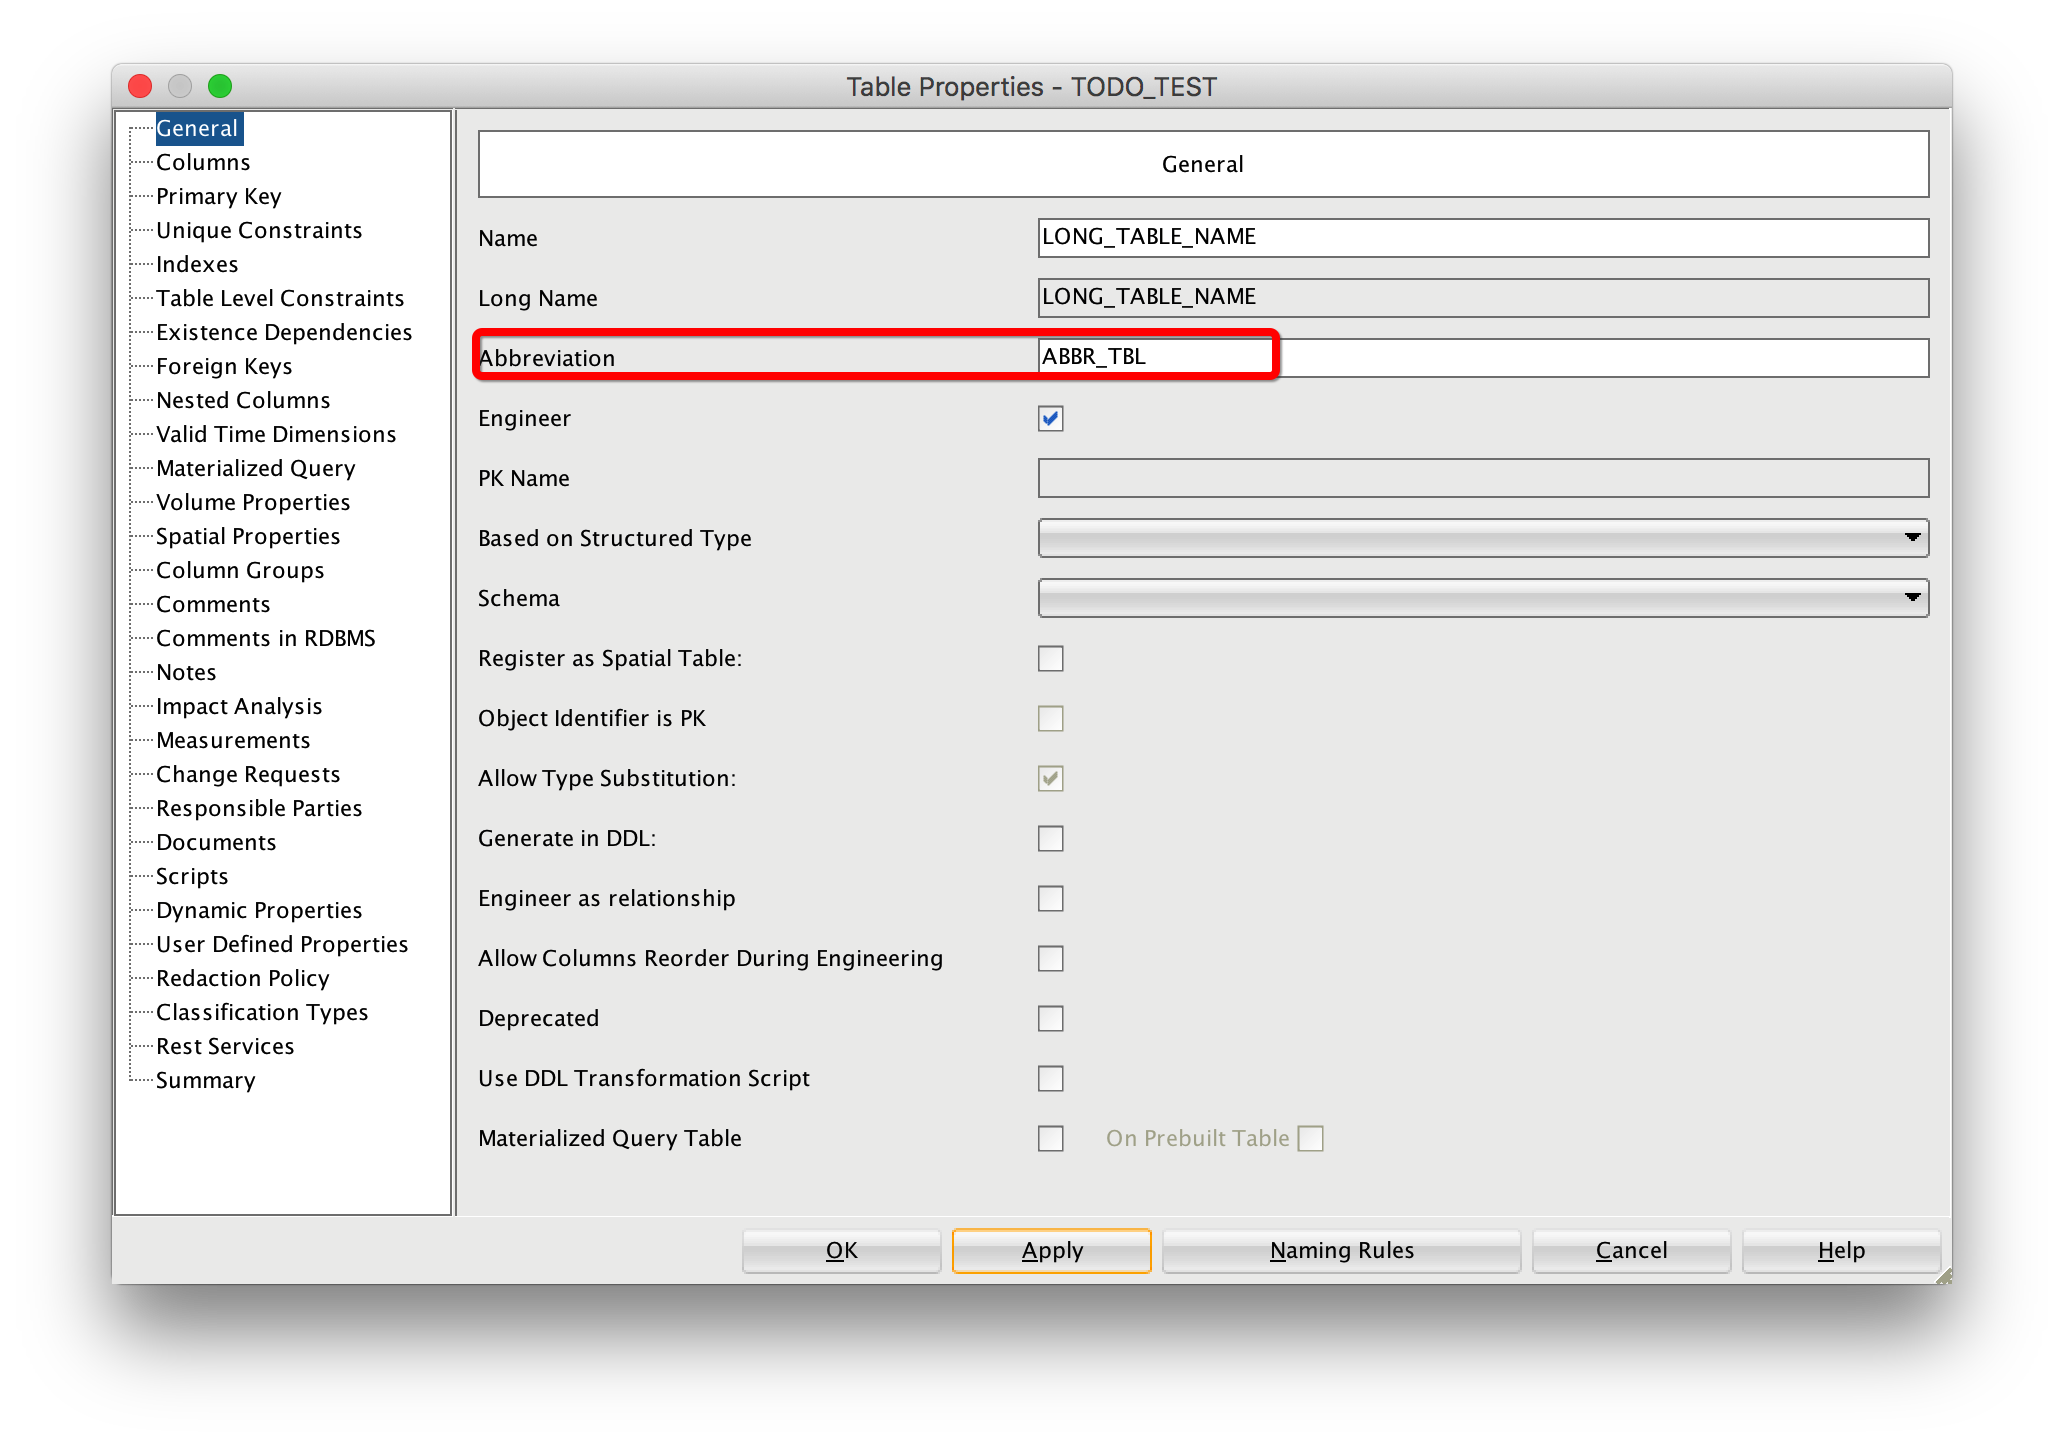 Table Properties - TODO_TEST
General
Columns
Primary Key
Unique Constraints
Indexes
Table Level Constraints
Existence Dependencies
Foreign Keys
Nested Columns
Valid Time Dimensions
Materialized Query
Volume Properties
Spatial Properties
Column Groups
Comments
Comments in RDBMS
Notes
Impact Analysis
Measurements
Change Requests
Responsible Parties
Documents
Scripts
Dynamic Properties
User Defined Properties
Redaction Policy
Classification Types
Rest Services
Summary
General
Name LONG_TABLE_NAME
Long Name LONG_TABLE_NAME
Abbreviation ABBR_TBL
Engineer
PK Name
Based on Structured Type
Schema
Register as Spatial Table:
Object Identifier is PK
Allow Type Substitution:
Generate in DDL:
Engineer as relationship
Allow Columns Reorder During Engineering
Deprecated
Use DDL Transformation Script
Materialized Query Table On Prebuilt Table
OK Apply Naming Rules Cancel Help